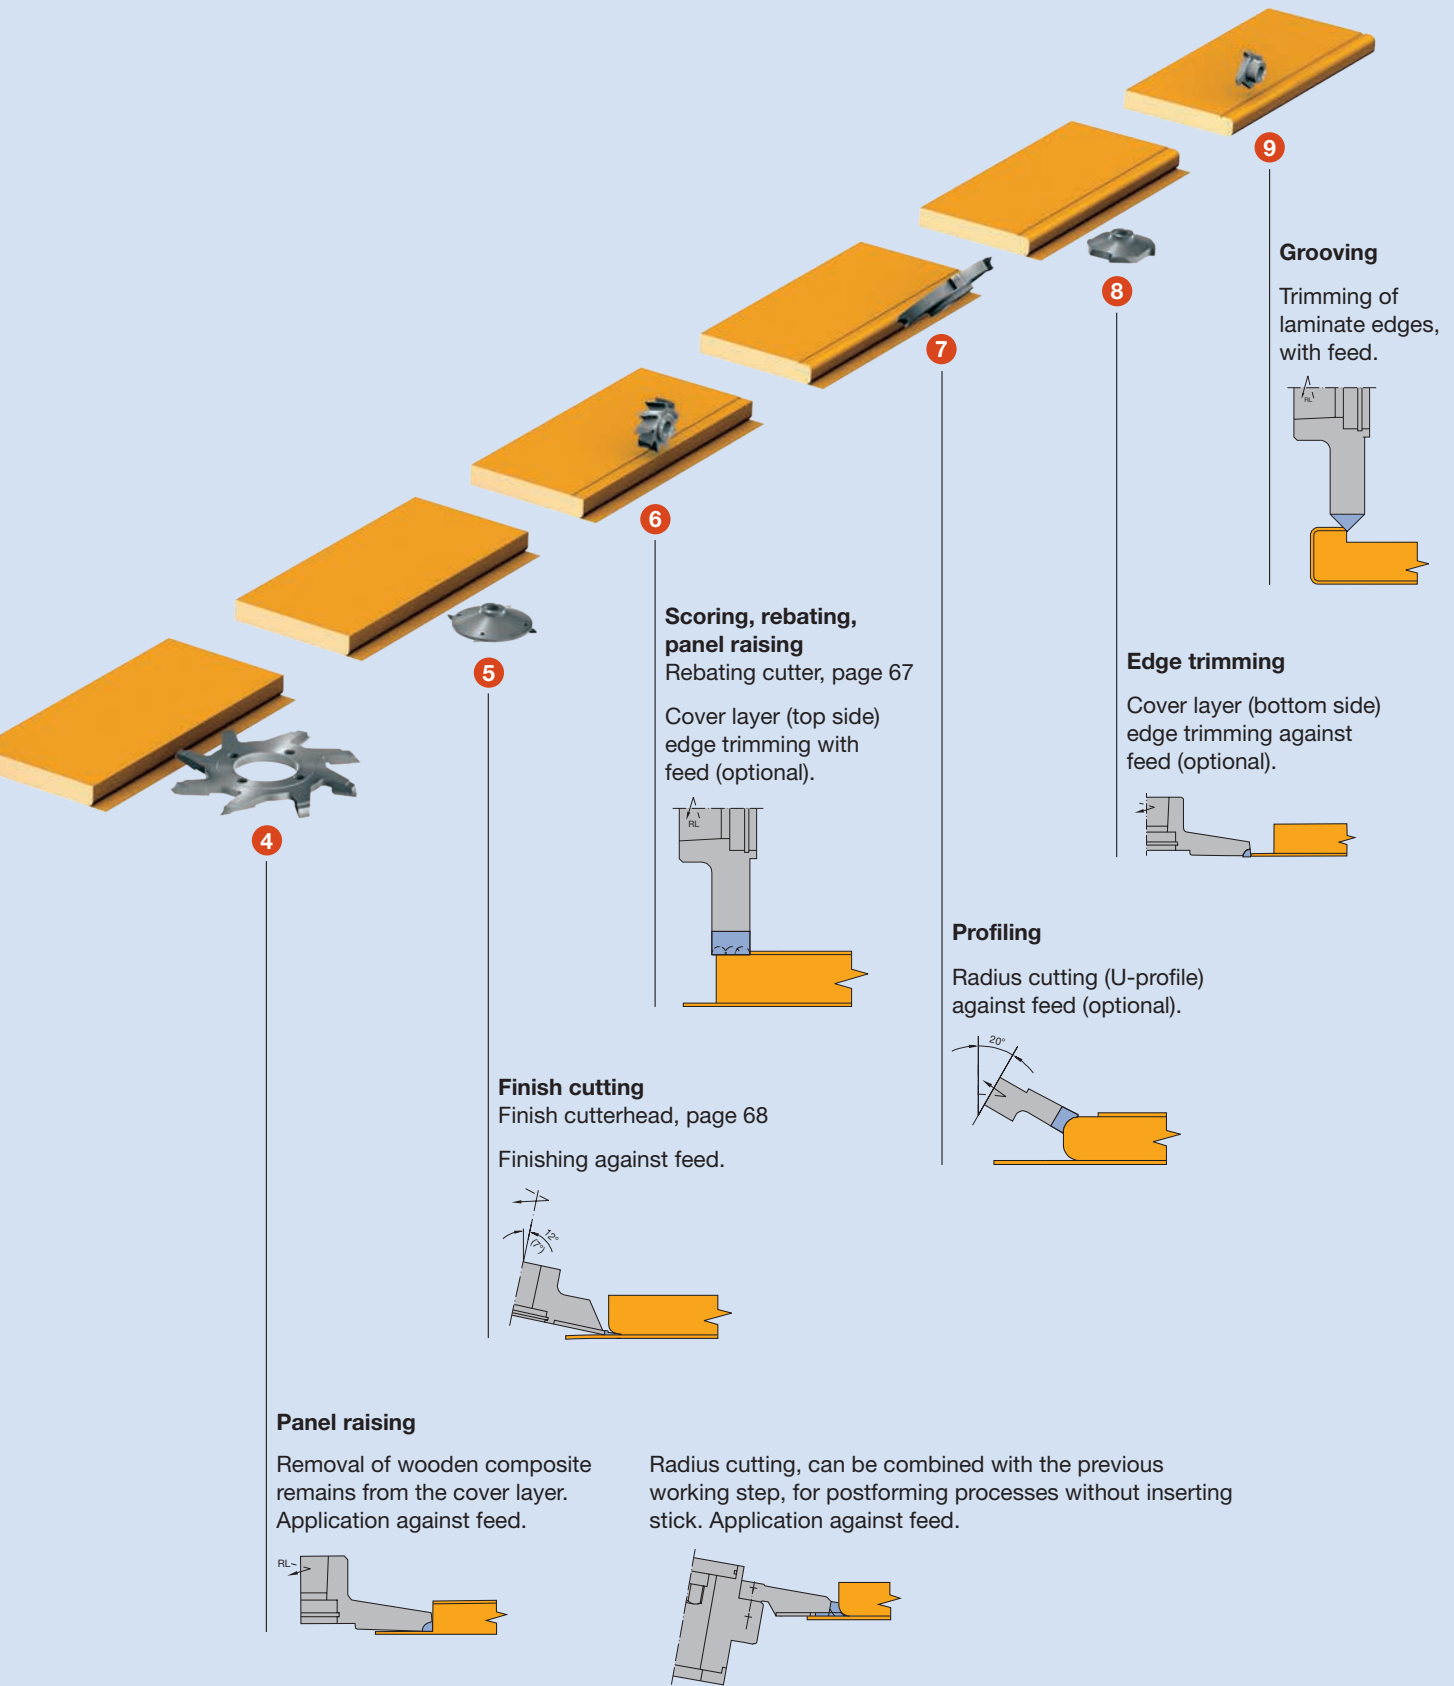 9
Grooving
Trimming of
laminate edges,
with feed.
RL
8
Edge trimming
Cover layer (bottom side)
edge trimming against
feed (optional).
7
Profiling
Radius cutting (U-profile)
against feed (optional).
20°
6
Scoring, rebating,
panel raising
Rebating cutter, page 67
Cover layer (top side)
edge trimming with
feed (optional).
RL
5
Finish cutting
Finish cutterhead, page 68
Finishing against feed.
12°
(7°)
4
Panel raising
Removal of wooden composite
remains from the cover layer.
Application against feed.
RL
Radius cutting, can be combined with the previous
working step, for postforming processes without inserting
stick. Application against feed.